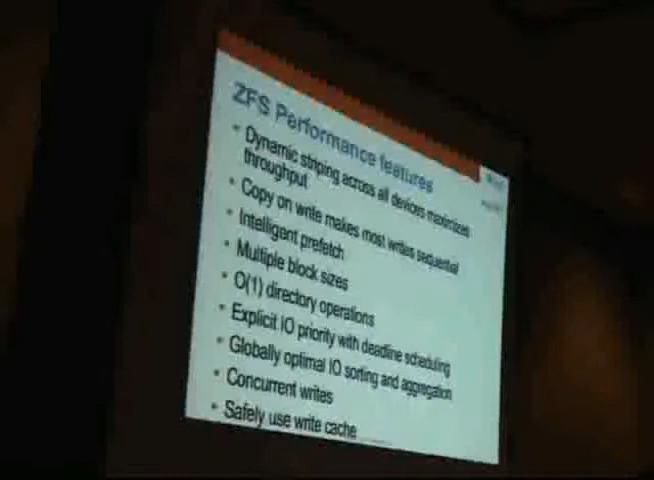 ZFS Performance features
• Dynamic striping across all devices maximizes
throughput
• Copy on write makes most writes sequential
• Intelligent prefetch
• Multiple block sizes
• O(1) directory operations
• Explicit IO priority with deadline scheduling
• Globally optimal IO sorting and aggregation
• Concurrent writes
• Safely use write cache